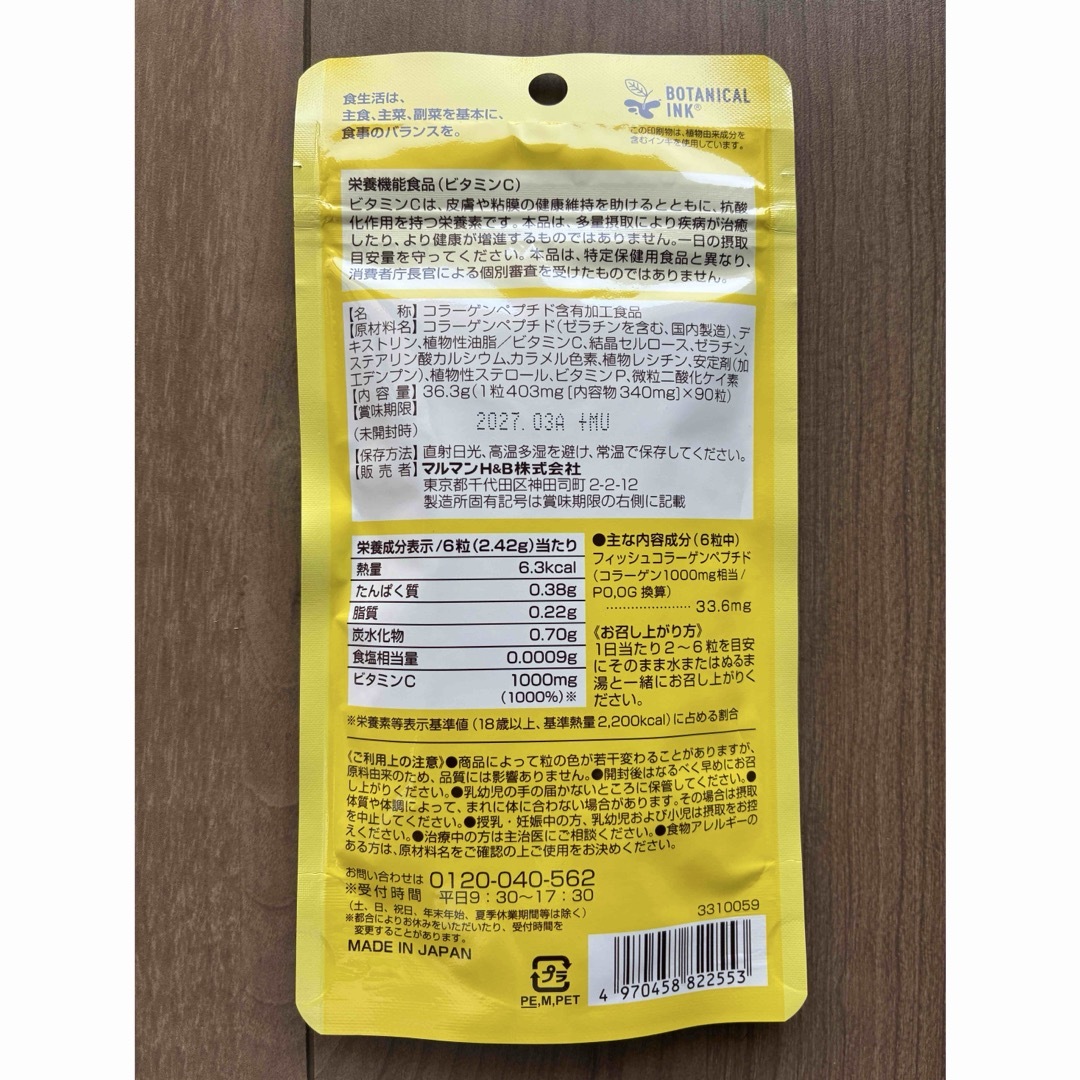 食生活は、
主食、主菜、副菜を基本に、
食事のバランスを。
BOTANICAL
INK®
この印刷物は、植物由来成分を
含むインキを使用しています。
栄養機能食品(ビタミンC)
ビタミンCは、皮膚や粘膜の健康維持を助けるとともに、抗酸
化作用を持つ栄養素です。本品は、多量摂取により疾病が治癒
したり、より健康が増進するものではありません。一日の摂取
目安量を守ってください。本品は、特定保健用食品と異なり、
消費者庁長官による個別審査を受けたものではありません。
【名 称】コラーゲンペプチド含有加工食品
【原材料名】コラーゲンペプチド(ゼラチンを含む、国内製造)、デ
キストリン、植物性油脂/ビタミンC、結晶セルロース、ゼラチン、
ステアリン酸カルシウム、カラメル色素、植物レシチン、安定剤(加
工デンプン)、植物性ステロール、ビタミンP、微粒二酸化ケイ素
【内 容 量】36.3g(1粒403mg[内容物340mg]×90粒)
【賞味期限】
(未開封時) 2027.03A +MU
【保存方法】直射日光、高温多湿を避け、常温で保存してください。
【販 売 者】マルマンH&B株式会社
東京都千代田区神田司町2-2-12
製造所固有記号は賞味期限の右側に記載
栄養成分表示/6粒(2.42g)当たり
熱量 6.3kcal
たんぱく質 0.38g
脂質 0.22g
炭水化物 0.70g
食塩相当量 0.0009g
ビタミンC 1000mg
(1000%)※
●主な内容成分(6粒中)
フィッシュコラーゲンペプチド
(コラーゲン1000mg相当/
PO,OG換算)
………………… 33.6mg
《お召し上がり方》
1日当たり2～6粒を目安
にそのまま水またはぬるま
湯と一緒にお召し上がりく
ださい。
※栄養素等表示基準値(18歳以上、基準熱量2,200kcal)に占める割合
《ご利用上の注意》●商品によって粒の色が若干変わることがありますが、
原料由来のため、品質には影響ありません。●開封後はなるべく早めにお召
し上がりください。●乳幼児の手の届かないところに保管してください。●
体質や体調によって、まれに体に合わない場合があります。その場合は摂取
を中止してください。●授乳・妊娠中の方、乳幼児および小児は摂取をお控
えください。●治療中の方は主治医にご相談ください。●食物アレルギーの
ある方は、原材料名をご確認の上ご使用をお決めください。
お問い合わせは 0120-040-562
※受付時間 平日9：30～17：30
(土、日、祝日、年末年始、夏季休業期間等は除く)
※都合によりお休みをいただいたり、受付時間を
変更することがあります。
MADE IN JAPAN
プラ
PE,M,PET
3310059
4 970458 822553